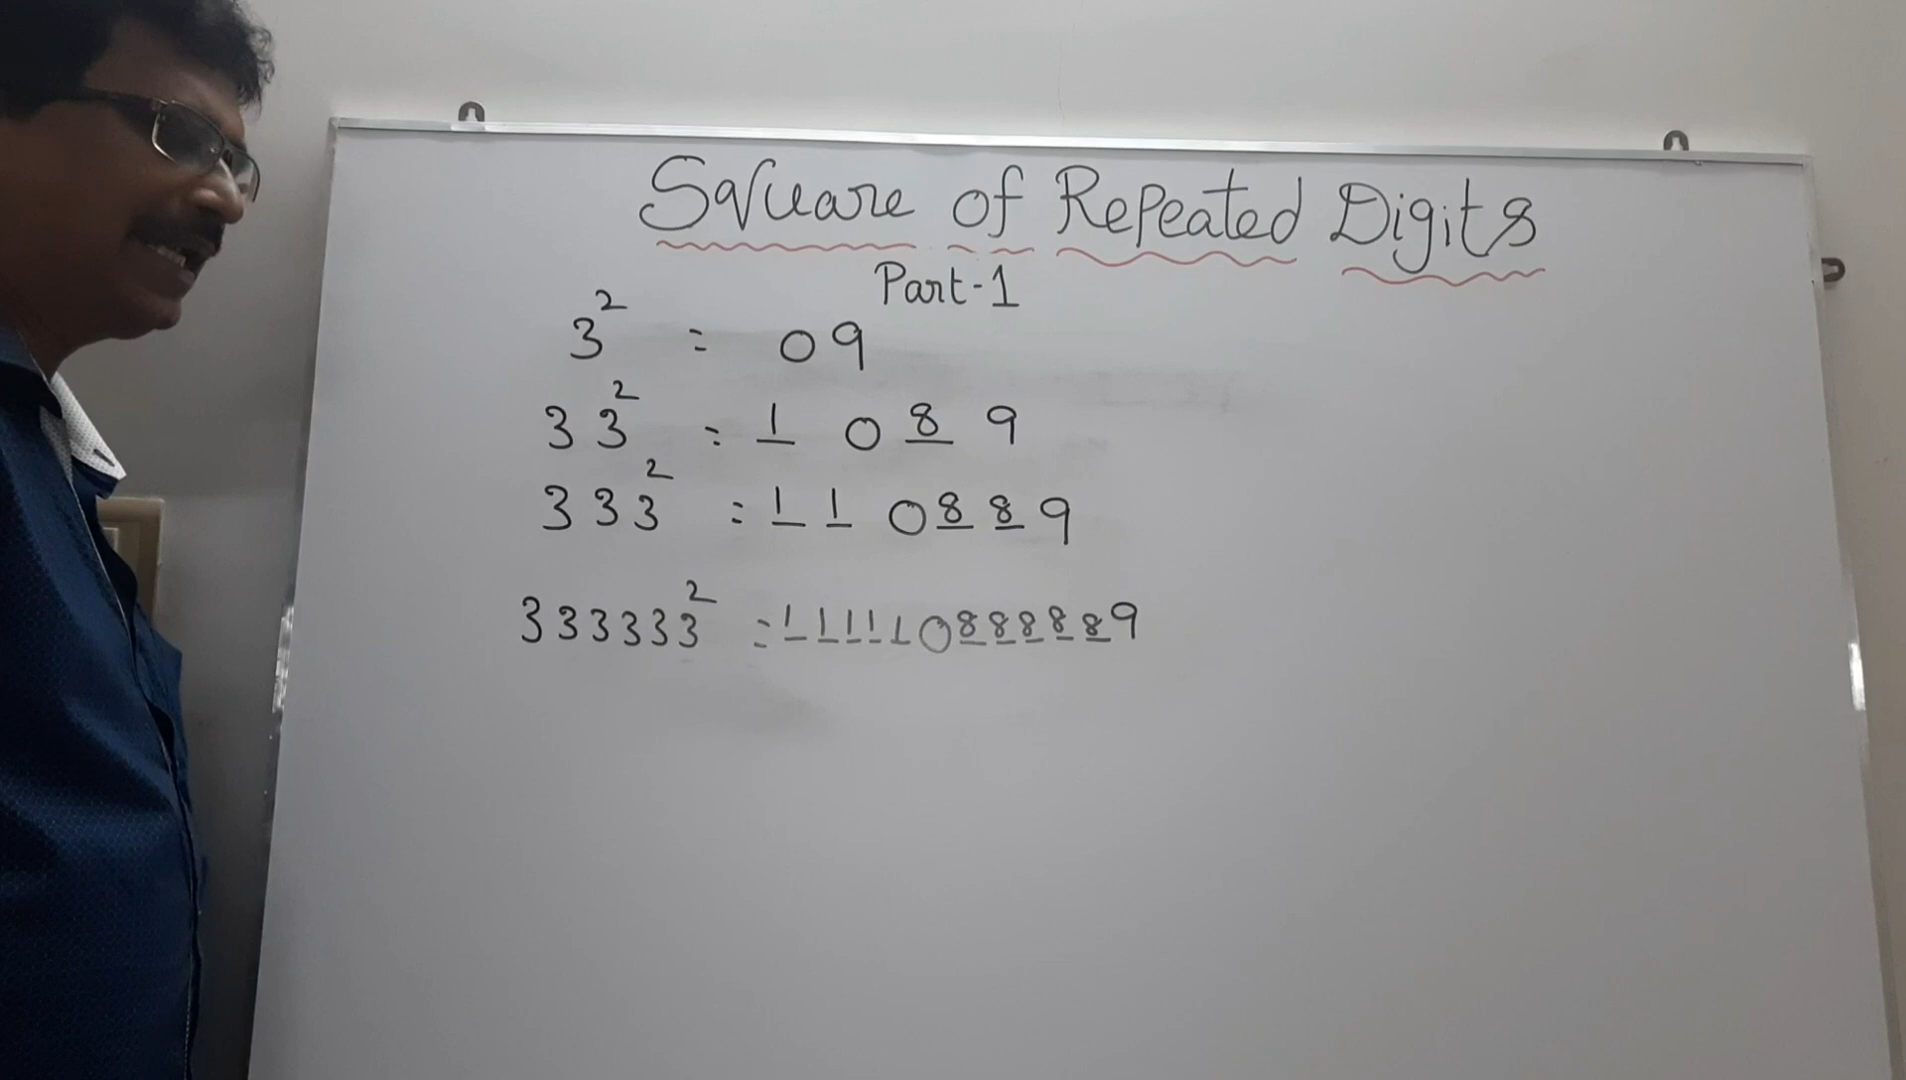 Square of Repeated Digits
Part-1
3² = 09
33² = 1089
333² = 110889
333333² = 111110888889